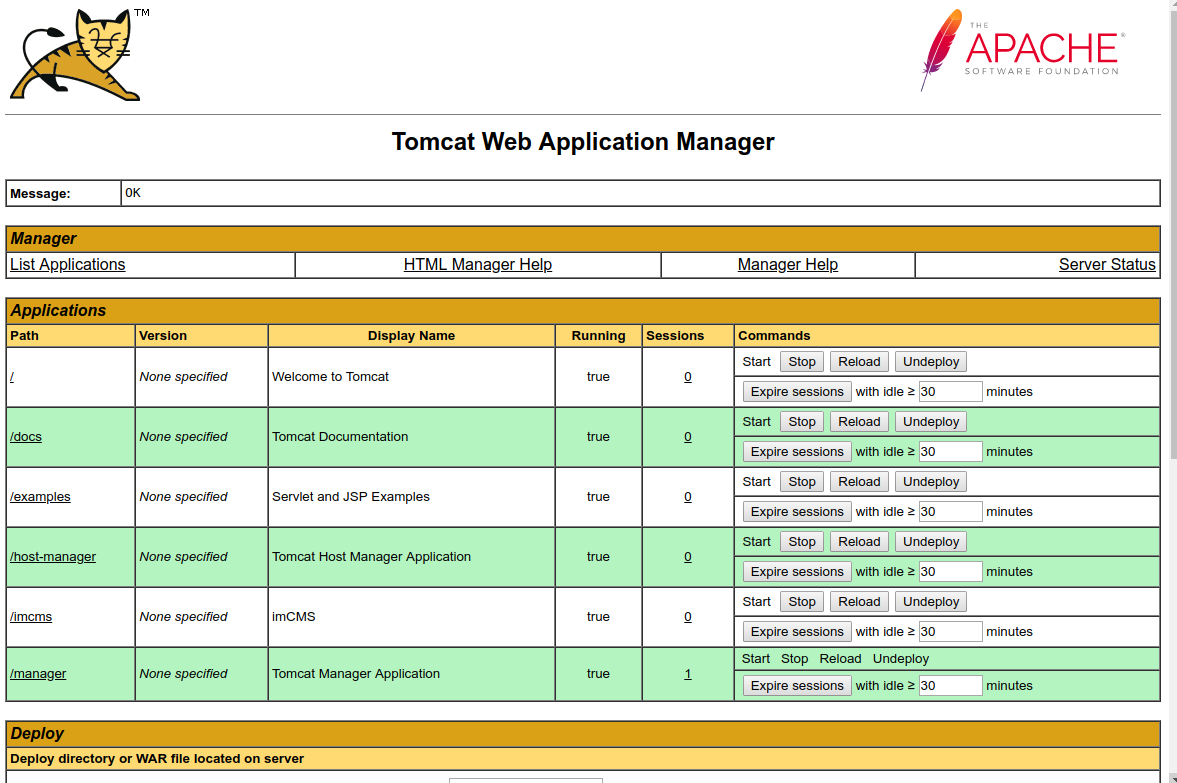 TM
THE
APACHE®
SOFTWARE FOUNDATION
Tomcat Web Application Manager
Message: OK
Manager
List Applications HTML Manager Help Manager Help Server Status
Applications
Path Version Display Name Running Sessions Commands
/ None specified Welcome to Tomcat true 0 Start Stop Reload Undeploy
Expire sessions with idle ≥ 30 minutes
/docs None specified Tomcat Documentation true 0 Start Stop Reload Undeploy
Expire sessions with idle ≥ 30 minutes
/examples None specified Servlet and JSP Examples true 0 Start Stop Reload Undeploy
Expire sessions with idle ≥ 30 minutes
/host-manager None specified Tomcat Host Manager Application true 0 Start Stop Reload Undeploy
Expire sessions with idle ≥ 30 minutes
/imcms None specified imCMS true 0 Start Stop Reload Undeploy
Expire sessions with idle ≥ 30 minutes
/manager None specified Tomcat Manager Application true 1 Start Stop Reload Undeploy
Expire sessions with idle ≥ 30 minutes
Deploy
Deploy directory or WAR file located on server